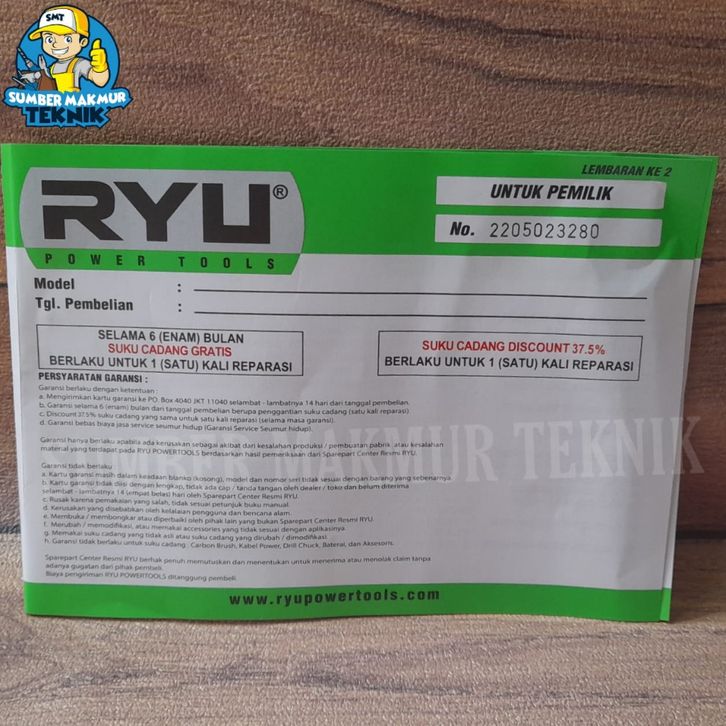 SMT
SUMBER MAKMUR
TEKNIK
LEMBARAN KE 2
RYU®
POWER TOOLS
UNTUK PEMILIK
No. 2205023280
Model :
Tgl. Pembelian :
SELAMA 6 (ENAM) BULAN
SUKU CADANG GRATIS
BERLAKU UNTUK 1 (SATU) KALI REPARASI
SUKU CADANG DISCOUNT 37.5%
BERLAKU UNTUK 1 (SATU) KALI REPARASI
PERSYARATAN GARANSI :
Garansi berlaku dengan ketentuan :
a. Mengirimkan kartu garansi ke PO. Box 4040 JKT 11040 selambat - lambatnya 14 hari dari tanggal pembelian.
b. Garansi selama 6 (enam) bulan dari tanggal pembelian berupa penggantian suku cadang (satu kali reparasi).
c. Discount 37.5% suku cadang yang sama untuk satu kali reparasi (selama masa garansi).
d. Garansi bebas biaya jasa service seumur hidup (Garansi Service Seumur hidup).
Garansi hanya berlaku apabila ada kerusakan sebagai akibat dari kesalahan produksi / pembuatan pabrik atau kesalahan
material yang terdapat pada RYU POWERTOOLS berdasarkan hasil pemeriksaan dari Sparepart Center Resmi RYU.
Garansi tidak berlaku
a. Kartu garansi masih dalam keadaan blanko (kosong), model dan nomor seri tidak sesuai dengan barang yang sebenarnya.
b. Kartu garansi tidak diisi dengan lengkap, tidak ada cap / tanda tangan oleh dealer / toko dan belum diterima
selambat - lambatnya 14 (empat belas) hari oleh Sparepart Center Resmi RYU.
c. Rusak karena pemakaian yang salah, tidak sesuai petunjuk buku manual.
d. Kerusakan yang disebabkan oleh kelalaian pengguna dan bencana alam.
e. Membuka / membongkar atau diperbaiki oleh pihak lain yang bukan Sparepart Center Resmi RYU.
f. Merubah / memodifikasi, atau memakai accessories yang tidak sesuai dengan aplikasinya.
g. Memakai suku cadang yang tidak asli atau suku cadang yang dirubah / dimodifikasi.
h. Garansi tidak berlaku untuk suku cadang : Carbon Brush, Kabel Power, Drill Chuck, Baterai, dan Aksesoris.
Sparepart Center Resmi RYU berhak penuh memutuskan dan menentukan untuk menerima atau menolak claim tanpa
adanya gugatan dari pihak pembeli.
Biaya pengiriman RYU POWERTOOLS ditanggung pembeli.
MAKMUR TEKNIK
www.ryupowertools.com